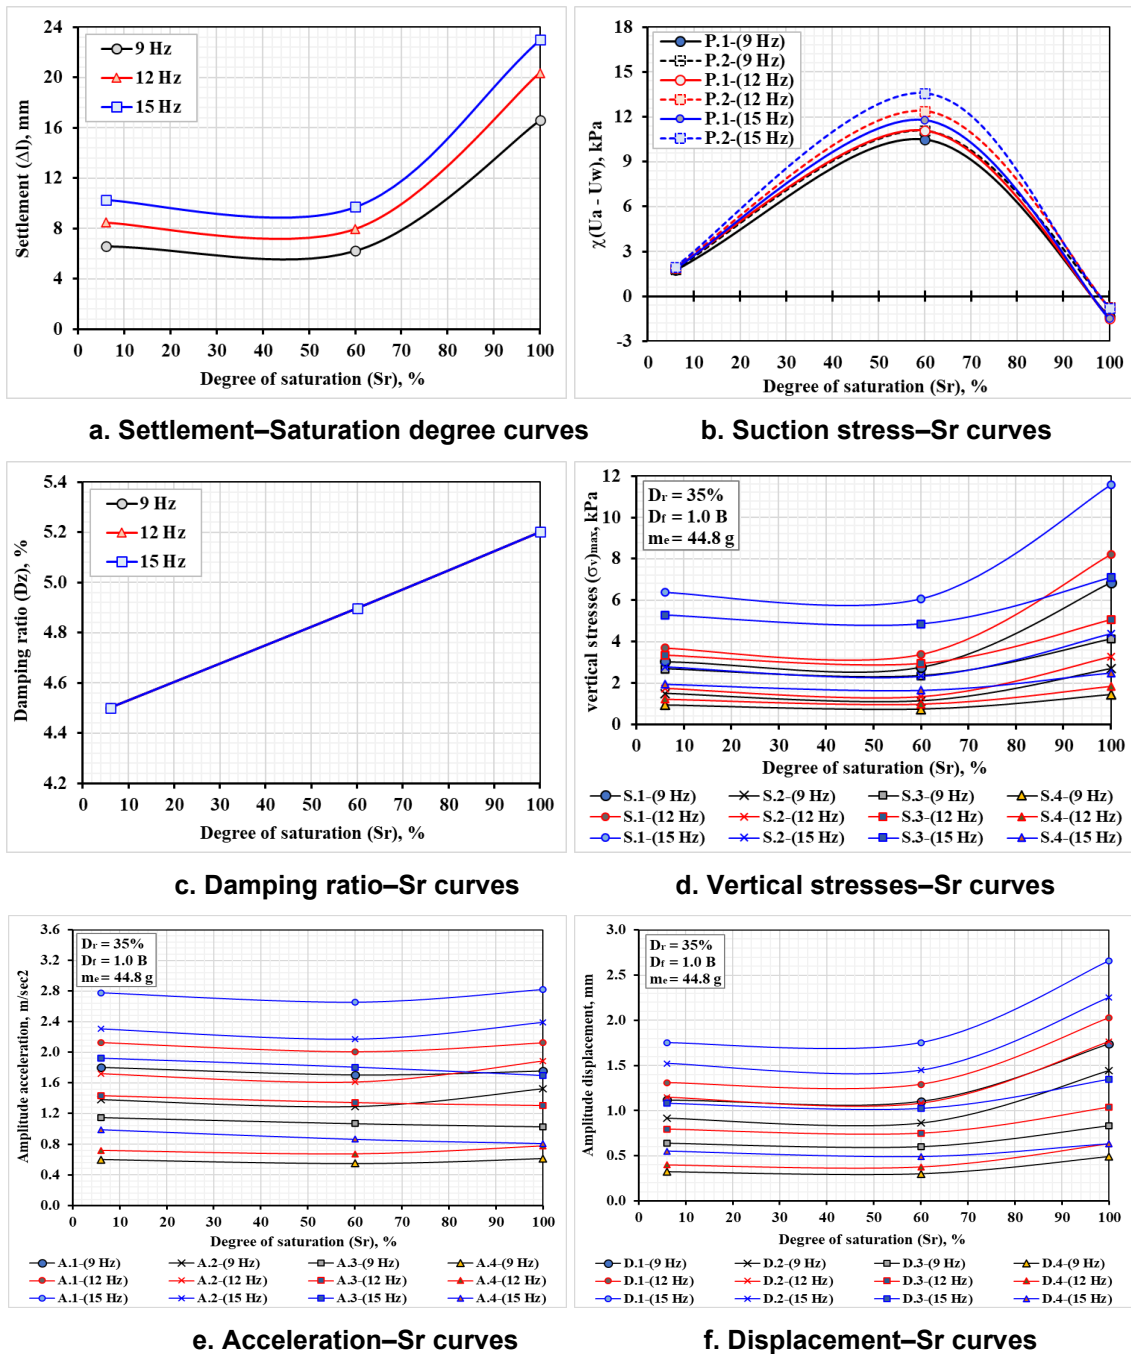 24
20
16
12
8
4
0
Settlement (Δl), mm
9 Hz
12 Hz
15 Hz
0 10 20 30 40 50 60 70 80 90 100
Degree of saturation (Sr), %
a. Settlement–Saturation degree curves
18
15
12
9
6
3
0
-3
χ(Ua - Uw), kPa
P.1-(9 Hz)
P.2-(9 Hz)
P.1-(12 Hz)
P.2-(12 Hz)
P.1-(15 Hz)
P.2-(15 Hz)
0 10 20 30 40 50 60 70 80 90 100
Degree of saturation (Sr), %
b. Suction stress–Sr curves
5.4
5.2
5.0
4.8
4.6
4.4
4.2
Damping ratio (Dz), %
9 Hz
12 Hz
15 Hz
0 10 20 30 40 50 60 70 80 90 100
Degree of saturation (Sr), %
c. Damping ratio–Sr curves
12
10
8
6
4
2
0
vertical stresses (σv)max, kPa
Dr = 35%
Df = 1.0 B
me = 44.8 g
0 10 20 30 40 50 60 70 80 90 100
Degree of saturation (Sr), %
S.1-(9 Hz) S.2-(9 Hz) S.3-(9 Hz) S.4-(9 Hz)
S.1-(12 Hz) S.2-(12 Hz) S.3-(12 Hz) S.4-(12 Hz)
S.1-(15 Hz) S.2-(15 Hz) S.3-(15 Hz) S.4-(15 Hz)
d. Vertical stresses–Sr curves
3.6
3.2
2.8
2.4
2.0
1.6
1.2
0.8
0.4
0.0
Amplitude acceleration, m/sec2
Dr = 35%
Df = 1.0 B
me = 44.8 g
0 10 20 30 40 50 60 70 80 90 100
Degree of saturation (Sr), %
A.1-(9 Hz) A.2-(9 Hz) A.3-(9 Hz) A.4-(9 Hz)
A.1-(12 Hz) A.2-(12 Hz) A.3-(12 Hz) A.4-(12 Hz)
A.1-(15 Hz) A.2-(15 Hz) A.3-(15 Hz) A.4-(15 Hz)
e. Acceleration–Sr curves
3.0
2.5
2.0
1.5
1.0
0.5
0.0
Amplitude displacement, mm
Dr = 35%
Df = 1.0 B
me = 44.8 g
0 10 20 30 40 50 60 70 80 90 100
Degree of saturation (Sr), %
D.1-(9 Hz) D.2-(9 Hz) D.3-(9 Hz) D.4-(9 Hz)
D.1-(12 Hz) D.2-(12 Hz) D.3-(12 Hz) D.4-(12 Hz)
D.1-(15 Hz) D.2-(15 Hz) D.3-(15 Hz) D.4-(15 Hz)
f. Displacement–Sr curves